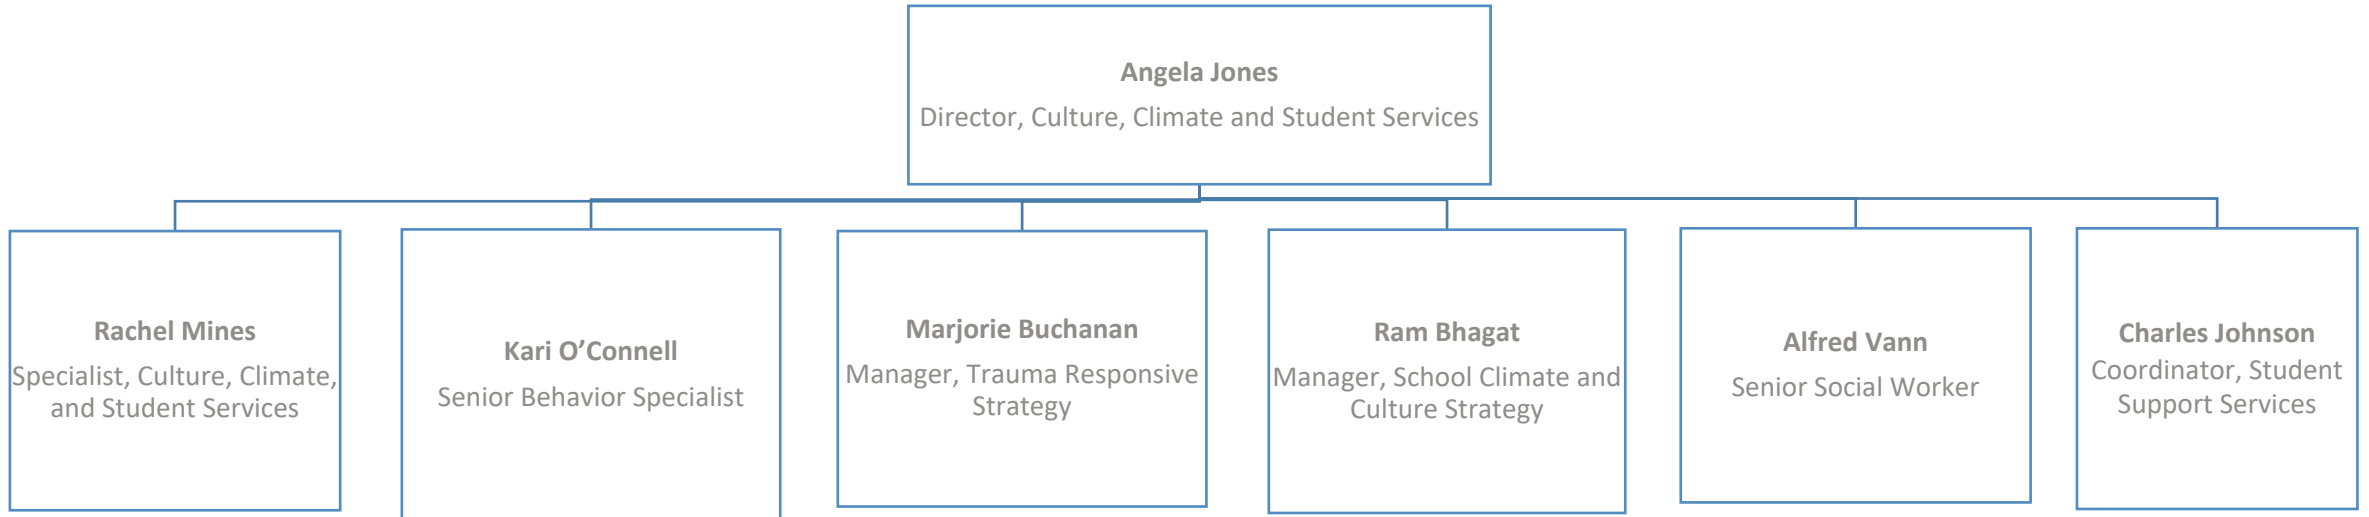 Angela Jones
Director, Culture, Climate and Student Services
Rachel Mines
Specialist, Culture, Climate,
and Student Services
Kari O’Connell
Senior Behavior Specialist
Marjorie Buchanan
Manager, Trauma Responsive
Strategy
Ram Bhagat
Manager, School Climate and
Culture Strategy
Alfred Vann
Senior Social Worker
Charles Johnson
Coordinator, Student
Support Services